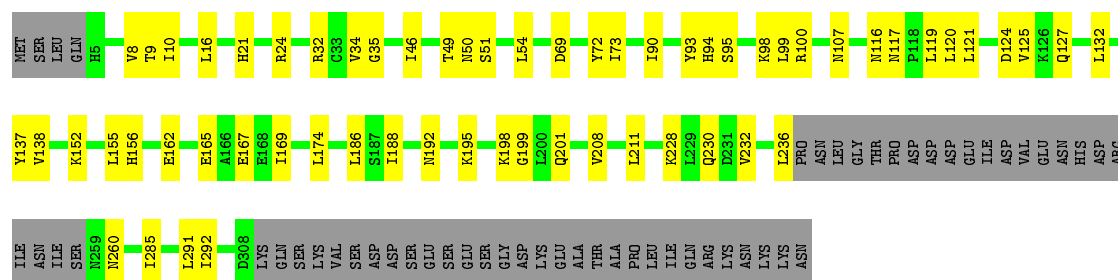 MET SER LEU GLN H5 V8 T9 I10 L16 H21 R24 R32 C33 V34 G35 I46 T49 N50 S51 L54 D69 Y72 I73 I90 Y93 H94 S95 K98 L99 R100 N107 N116 N117 P118 L119 L120 L121 D124 V125 K126 Q127 L132
Y137 V138 K152 L155 H156 E162 E165 A166 E167 E168 I169 L174 L186 S187 I188 N192 K195 K198 G199 L200 Q201 V208 L211 K228 L229 Q230 D231 V232 L236 PRO ASN LEU GLY THR PRO ASP ASP ASP GLU ILE ASP VAL GLU ASN HIS ASP ARG
ILE ASN ILE SER N259 N260 I285 L291 I292 D308 LYS GLN SER LYS VAL SER ASP ASP SER GLU SER GLU SER GLY ASP LYS GLU ALA THR ALA PRO LEU ILE GLN ARG LYS ASN LYS LYS ASN